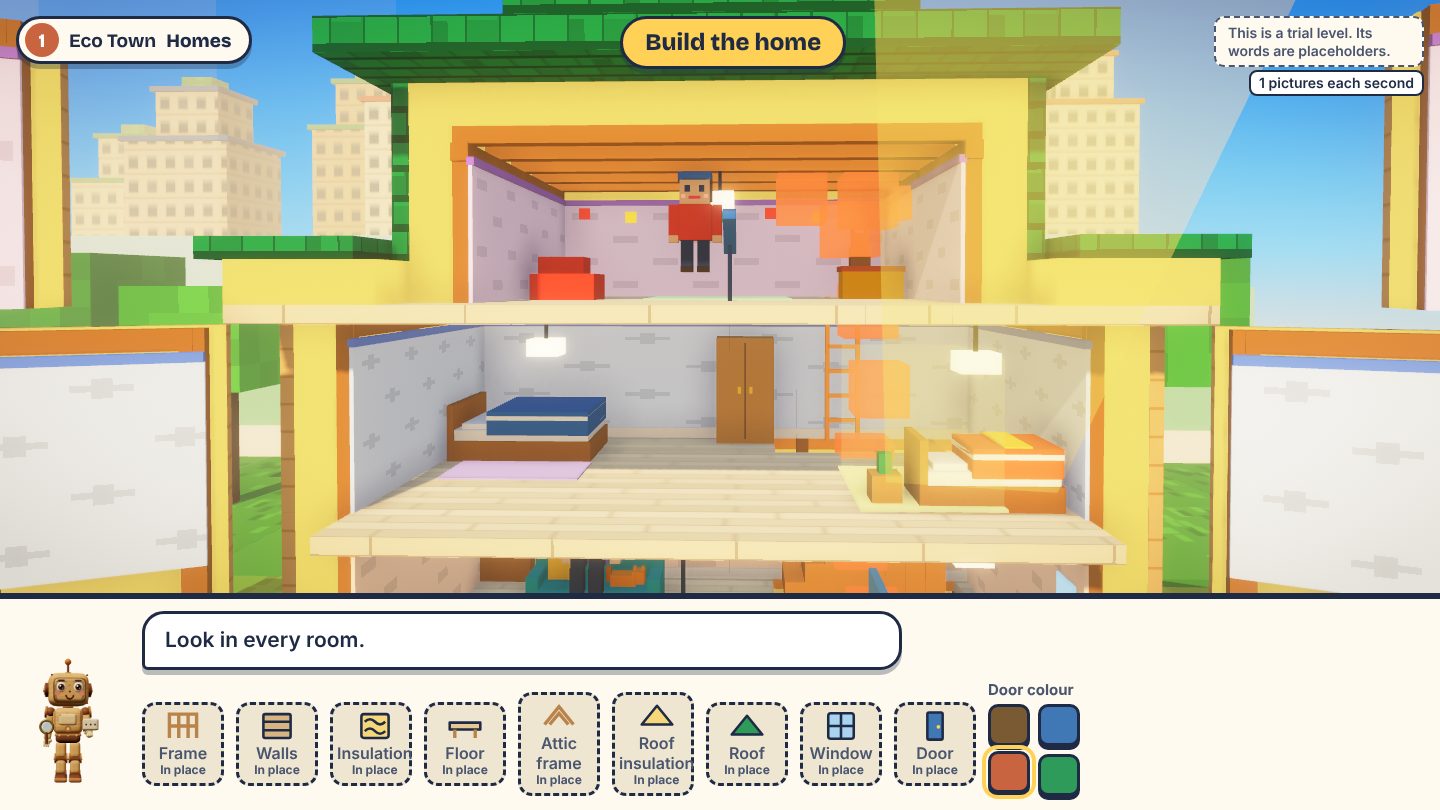 1 Eco Town Homes
Build the home
This is a trial level. Its
words are placeholders.
1 pictures each second
Look in every room.
Door colour
Frame
In place
Walls
In place
Insulation
In place
Floor
In place
Attic
frame
In place
Roof
insulation
In place
Roof
In place
Window
In place
Door
In place